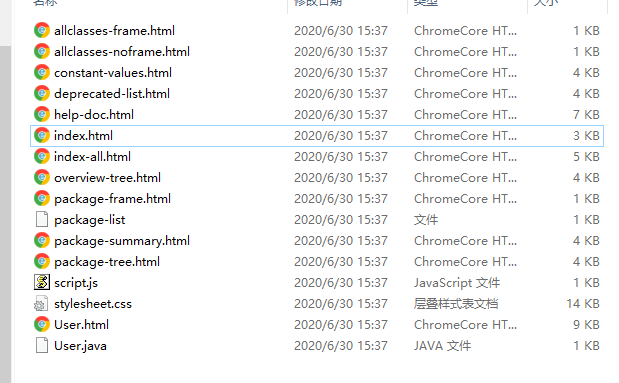 名称 修改日期 类型 大小
allclasses-frame.html 2020/6/30 15:37 ChromeCore HT... 1 KB
allclasses-noframe.html 2020/6/30 15:37 ChromeCore HT... 1 KB
constant-values.html 2020/6/30 15:37 ChromeCore HT... 4 KB
deprecated-list.html 2020/6/30 15:37 ChromeCore HT... 4 KB
help-doc.html 2020/6/30 15:37 ChromeCore HT... 7 KB
index.html 2020/6/30 15:37 ChromeCore HT... 3 KB
index-all.html 2020/6/30 15:37 ChromeCore HT... 5 KB
overview-tree.html 2020/6/30 15:37 ChromeCore HT... 4 KB
package-frame.html 2020/6/30 15:37 ChromeCore HT... 1 KB
package-list 2020/6/30 15:37 文件 1 KB
package-summary.html 2020/6/30 15:37 ChromeCore HT... 4 KB
package-tree.html 2020/6/30 15:37 ChromeCore HT... 4 KB
script.js 2020/6/30 15:37 JavaScript 文件 1 KB
stylesheet.css 2020/6/30 15:37 层叠样式表文档 14 KB
User.html 2020/6/30 15:37 ChromeCore HT... 9 KB
User.java 2020/6/30 15:37 JAVA 文件 1 KB